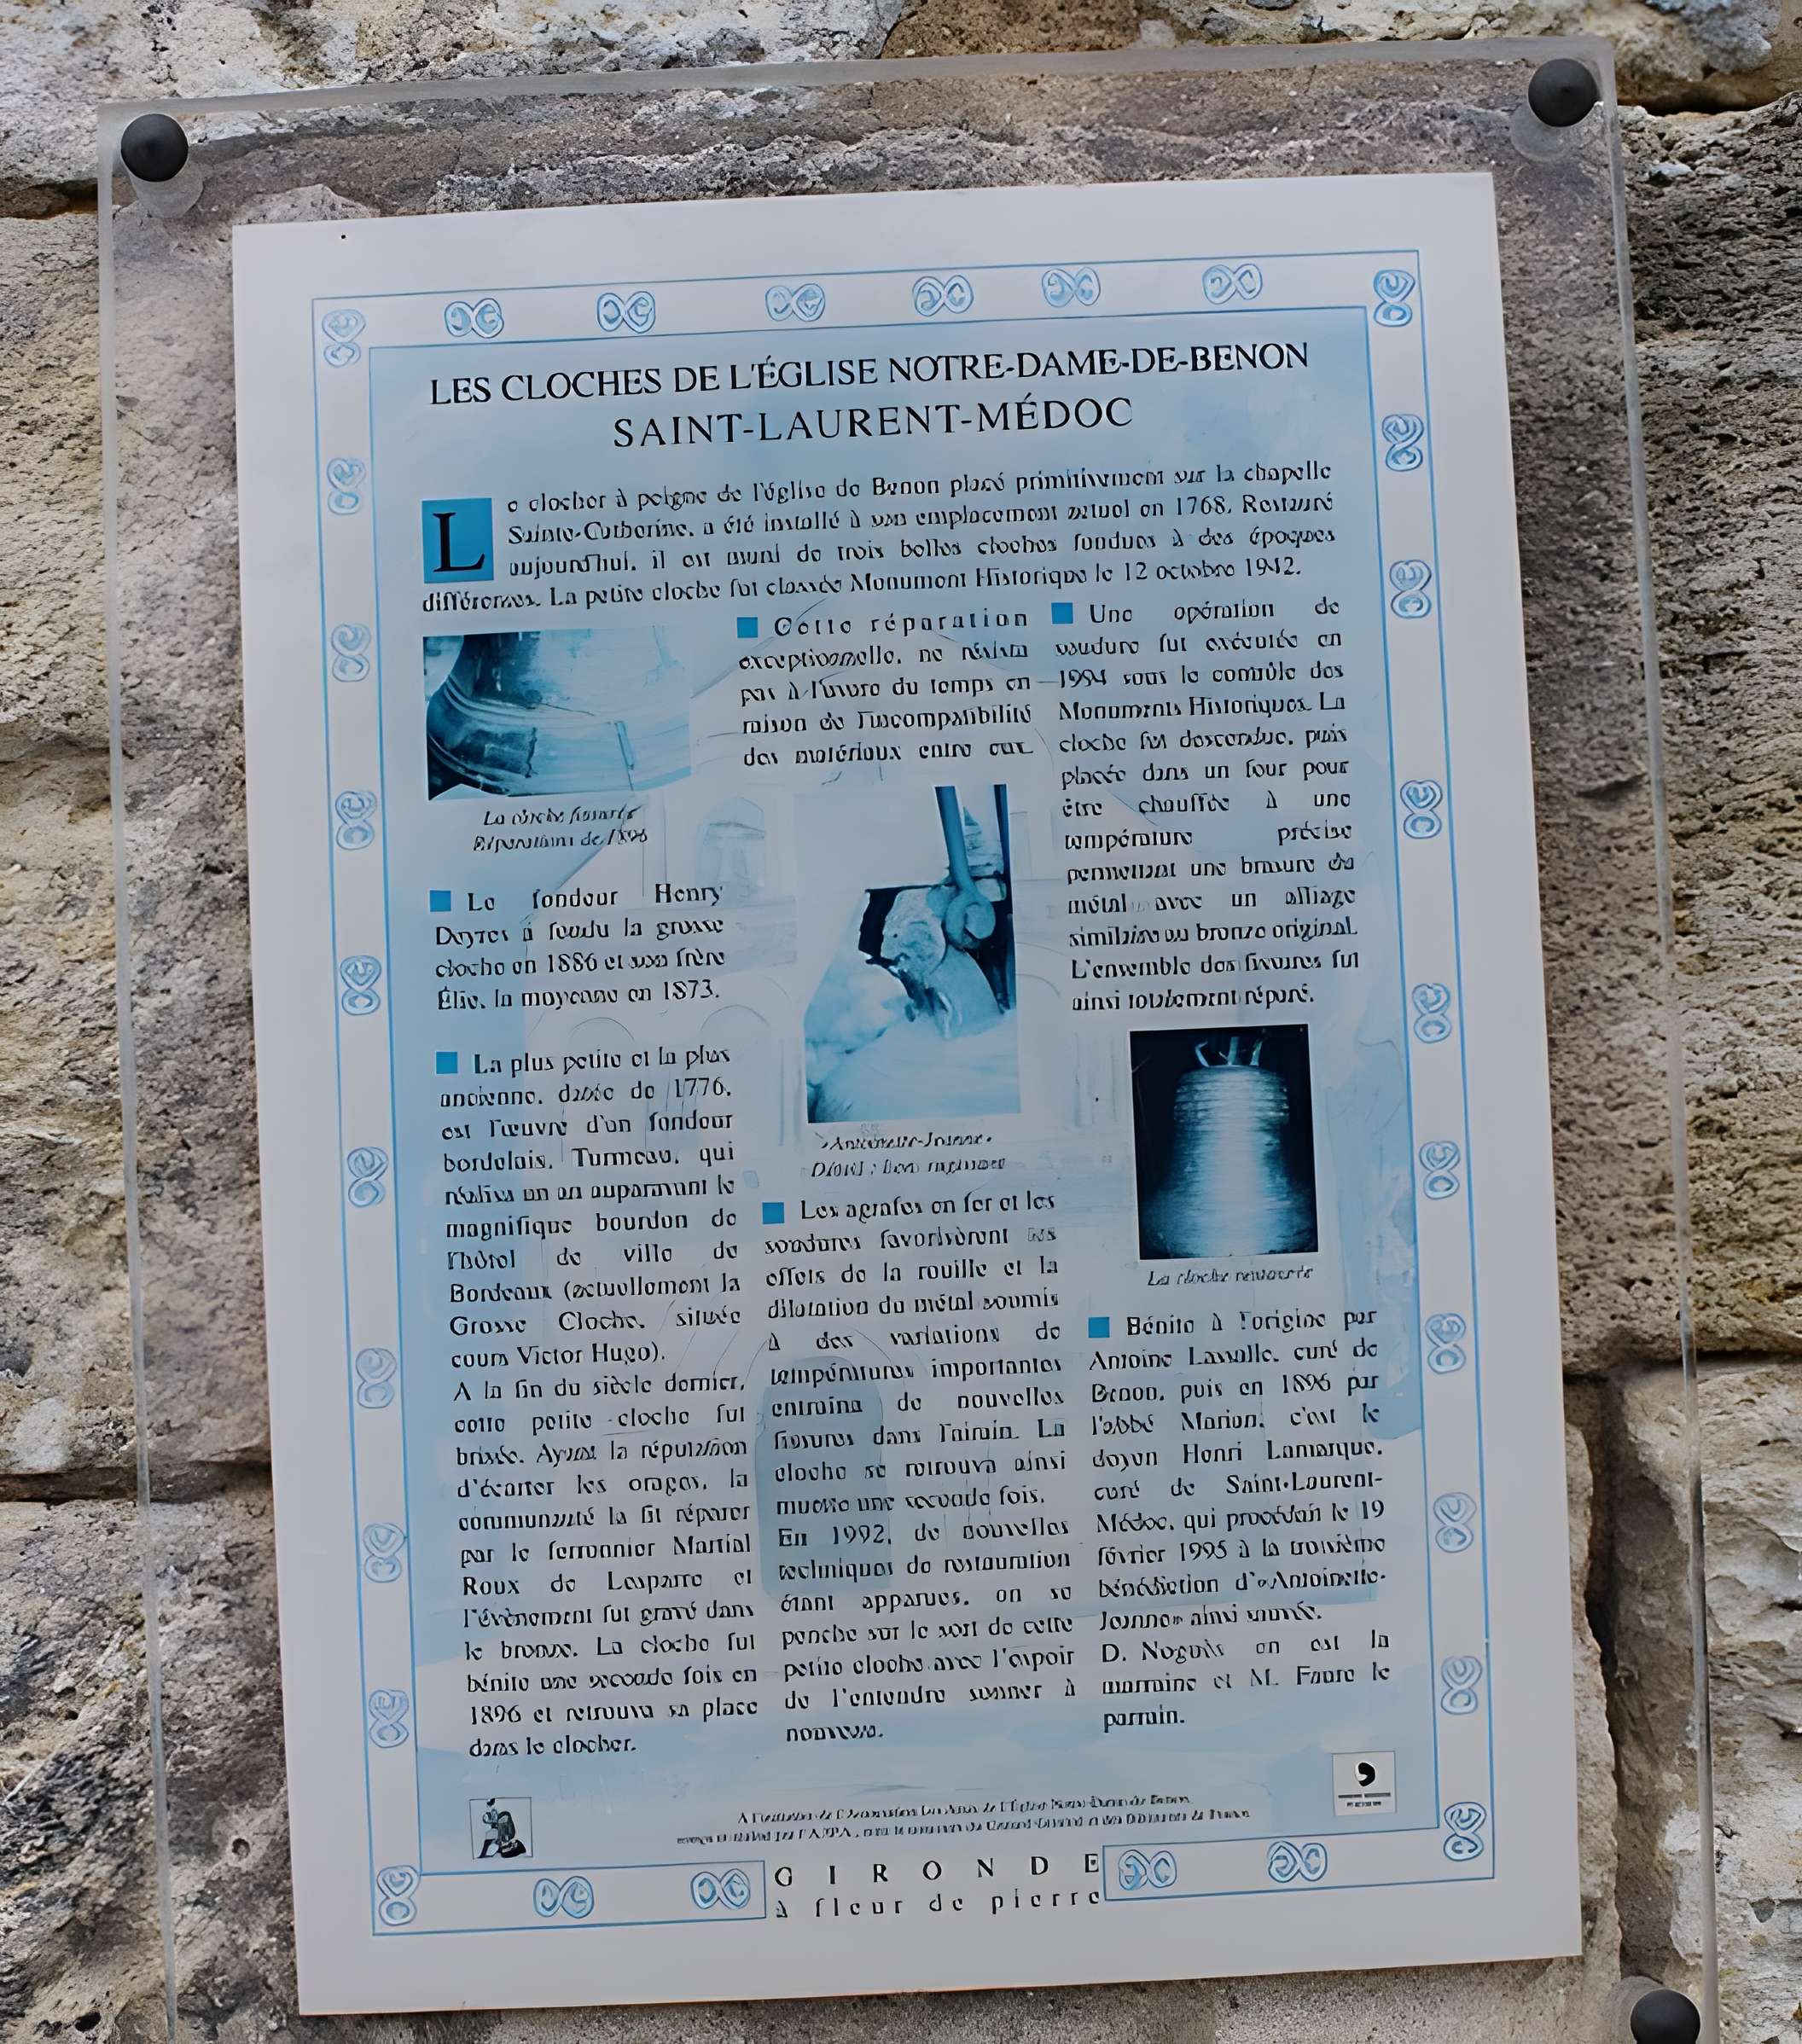 LES CLOCHES DE L'ÉGLISE NOTRE-DAME-DE-BENON
SAINT-LAURENT-MÉDOC
Le clocher à peigne de l'église de Benon placé primitivement sur la chapelle
Sainte-Catherine, a été installé à son emplacement actuel en 1768. Restauré
aujourd'hui, il est muni de trois belles cloches fondues à des époques
différentes. La petite cloche fut classée Monument Historique le 12 octobre 1942.
La cloche fissurée
Réparations de 1896
■ Le fondeur Henry
Deyres a fondu la grosse
cloche en 1886 et son frère
Élie, la moyenne en 1873.
■ La plus petite et la plus
ancienne, datée de 1776,
est l'œuvre d'un fondeur
bordelais, Turmeau, qui
réalisa un an auparavant le
magnifique bourdon de
l'hôtel de ville de
Bordeaux (actuellement la
Grosse Cloche, située
cours Victor Hugo).
A la fin du siècle dernier,
cette petite cloche fut
brisée. Ayant la réputation
d'écarter les orages, la
communauté la fit réparer
par le ferronnier Martial
Roux de Lesparre et
l'évènement fut gravé dans
le bronze. La cloche fut
bénite une seconde fois en
1896 et retrouva sa place
dans le clocher.
■ Cette réparation
exceptionnelle, ne résista
pas à l'usure du temps en
raison de l'incompatibilité
des matériaux entre eux.
Antoinette-Jeanne
■ Les agrafes en fer et les
soudures favorisèrent les
effets de la rouille et la
dilatation du métal soumis
à des variations de
températures importantes
entraina de nouvelles
fissures dans l'airain. La
cloche se retrouva ainsi
muette une seconde fois.
En 1992, de nouvelles
techniques de restauration
étant apparues, on se
penche sur le sort de cette
petite cloche avec l'espoir
de l'entendre sonner à
nouveau.
■ Une opération de
soudure fut exécutée en
1994 sous le contrôle des
Monuments Historiques. La
cloche fut descendue, puis
placée dans un four pour
être chauffée à une
température précise
permettant une brasure du
métal avec un alliage
similaire au bronze original.
L'ensemble des fissures fut
ainsi totalement réparé.
La cloche restaurée
■ Bénite à l'origine par
Antoine Lassalle, curé de
Benon, puis en 1896 par
l'abbé Marian, c'est le
doyen Henri Lamarque,
curé de Saint-Laurent-
Médoc, qui procédait le 19
février 1995 à la troisième
bénédiction d'«Antoinette-
Jeanne» ainsi sauvée.
D. Noguès en est la
marraine et M. Faure le
parrain.
GIRONDE
à fleur de pierre